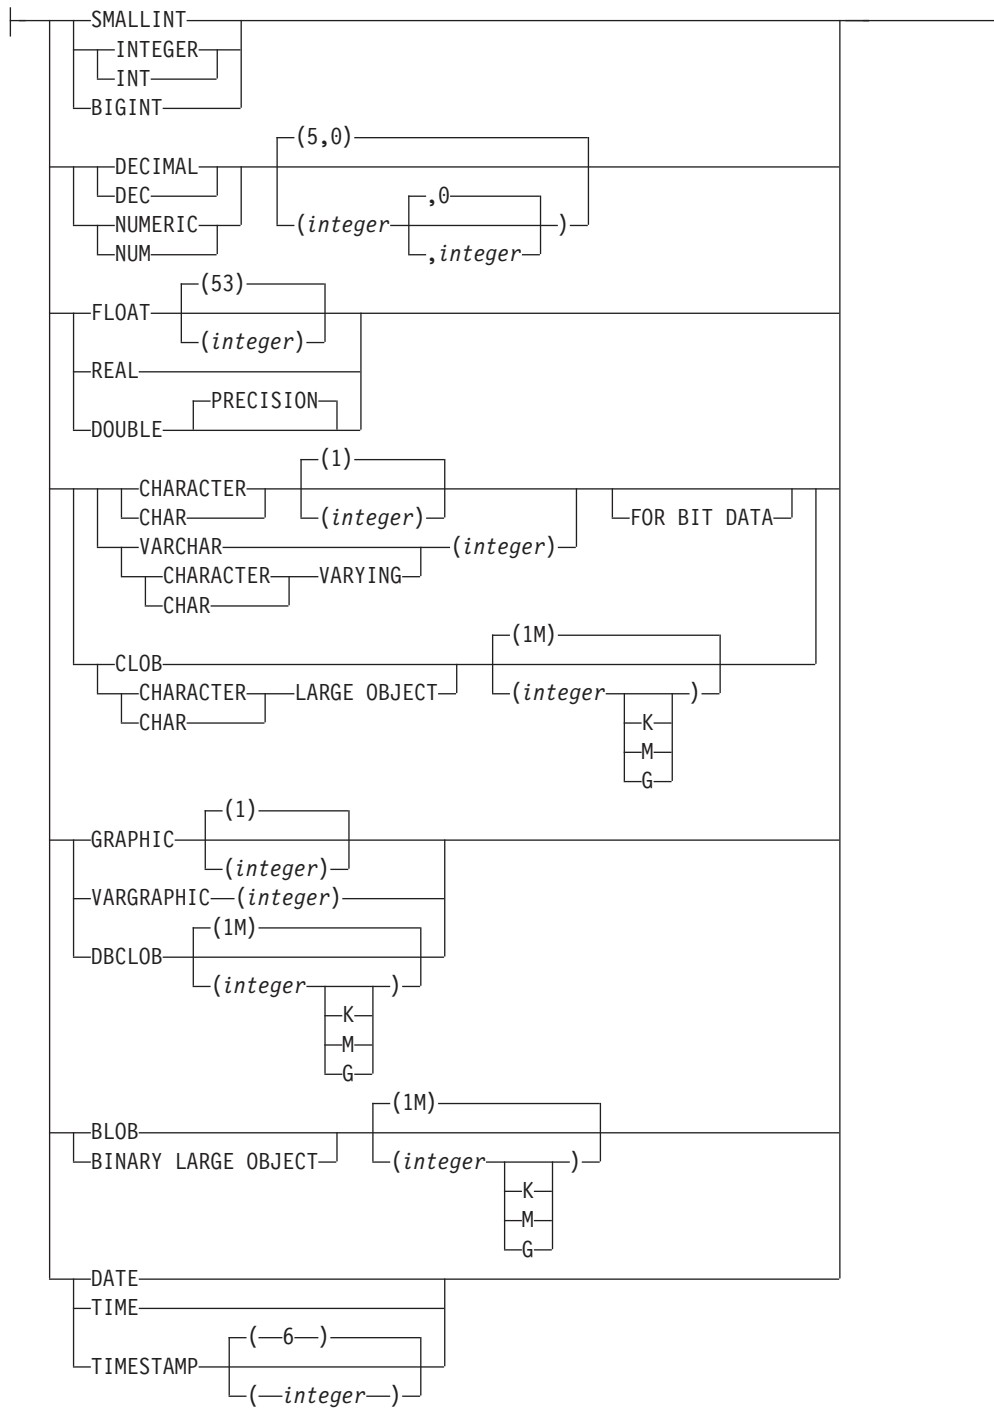 SMALLINT
INTEGER
INT
BIGINT
(5,0)
DECIMAL
DEC
,0
NUMERIC (integer )
NUM ,integer
(53)
FLOAT
(integer)
REAL
PRECISION
DOUBLE
(1)
CHARACTER
CHAR (integer) FOR BIT DATA
VARCHAR (integer)
CHARACTER VARYING
CHAR
(1M)
CLOB
CHARACTER LARGE OBJECT (integer )
CHAR K
M
G
(1)
GRAPHIC
(integer)
VARGRAPHIC (integer)
(1M)
DBCLOB
(integer )
K
M
G
(1M)
BLOB
BINARY LARGE OBJECT (integer )
K
M
G
DATE
TIME
( 6 )
TIMESTAMP
( integer )